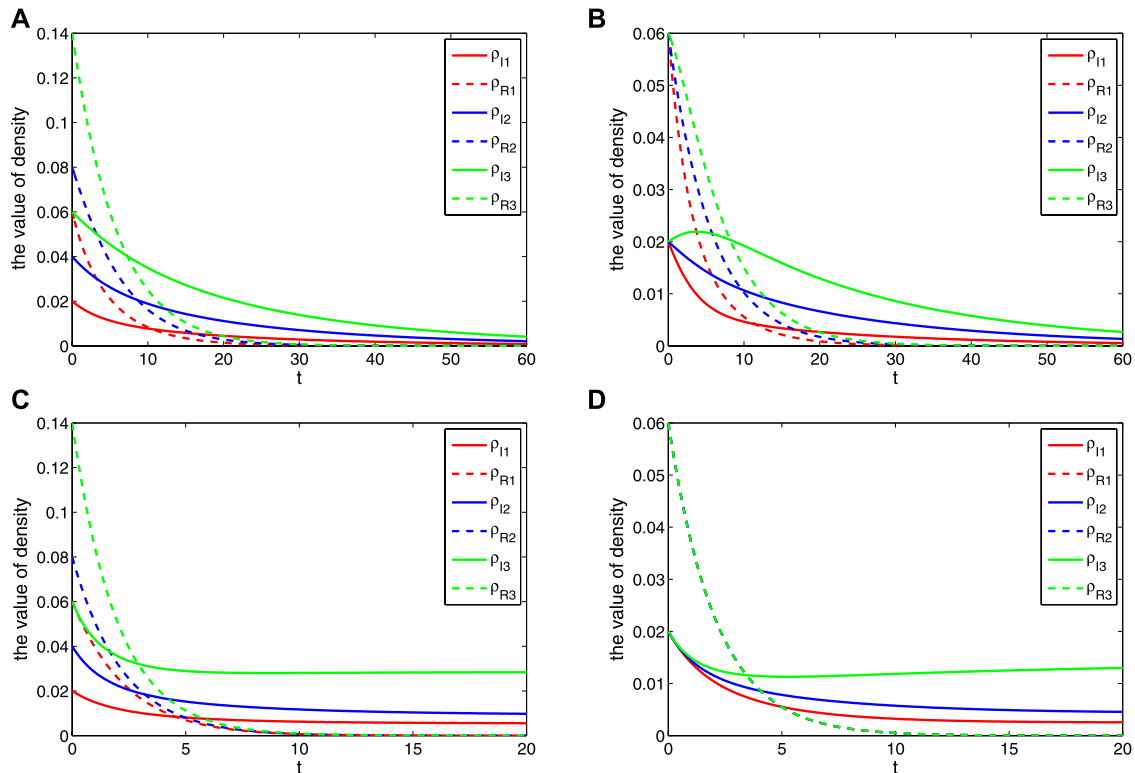 A
the value of density
0.14
0.12
0.1
0.08
0.06
0.04
0.02
0
0
10
20
30
40
50
60
t
ρI1
ρR1
ρI2
ρR2
ρI3
ρR3
B
the value of density
0.06
0.05
0.04
0.03
0.02
0.01
0
0
10
20
30
40
50
60
t
ρI1
ρR1
ρI2
ρR2
ρI3
ρR3
C
the value of density
0.14
0.12
0.1
0.08
0.06
0.04
0.02
0
0
5
10
15
20
t
ρI1
ρR1
ρI2
ρR2
ρI3
ρR3
D
the value of density
0.06
0.05
0.04
0.03
0.02
0.01
0
0
5
10
15
20
t
ρI1
ρR1
ρI2
ρR2
ρI3
ρR3